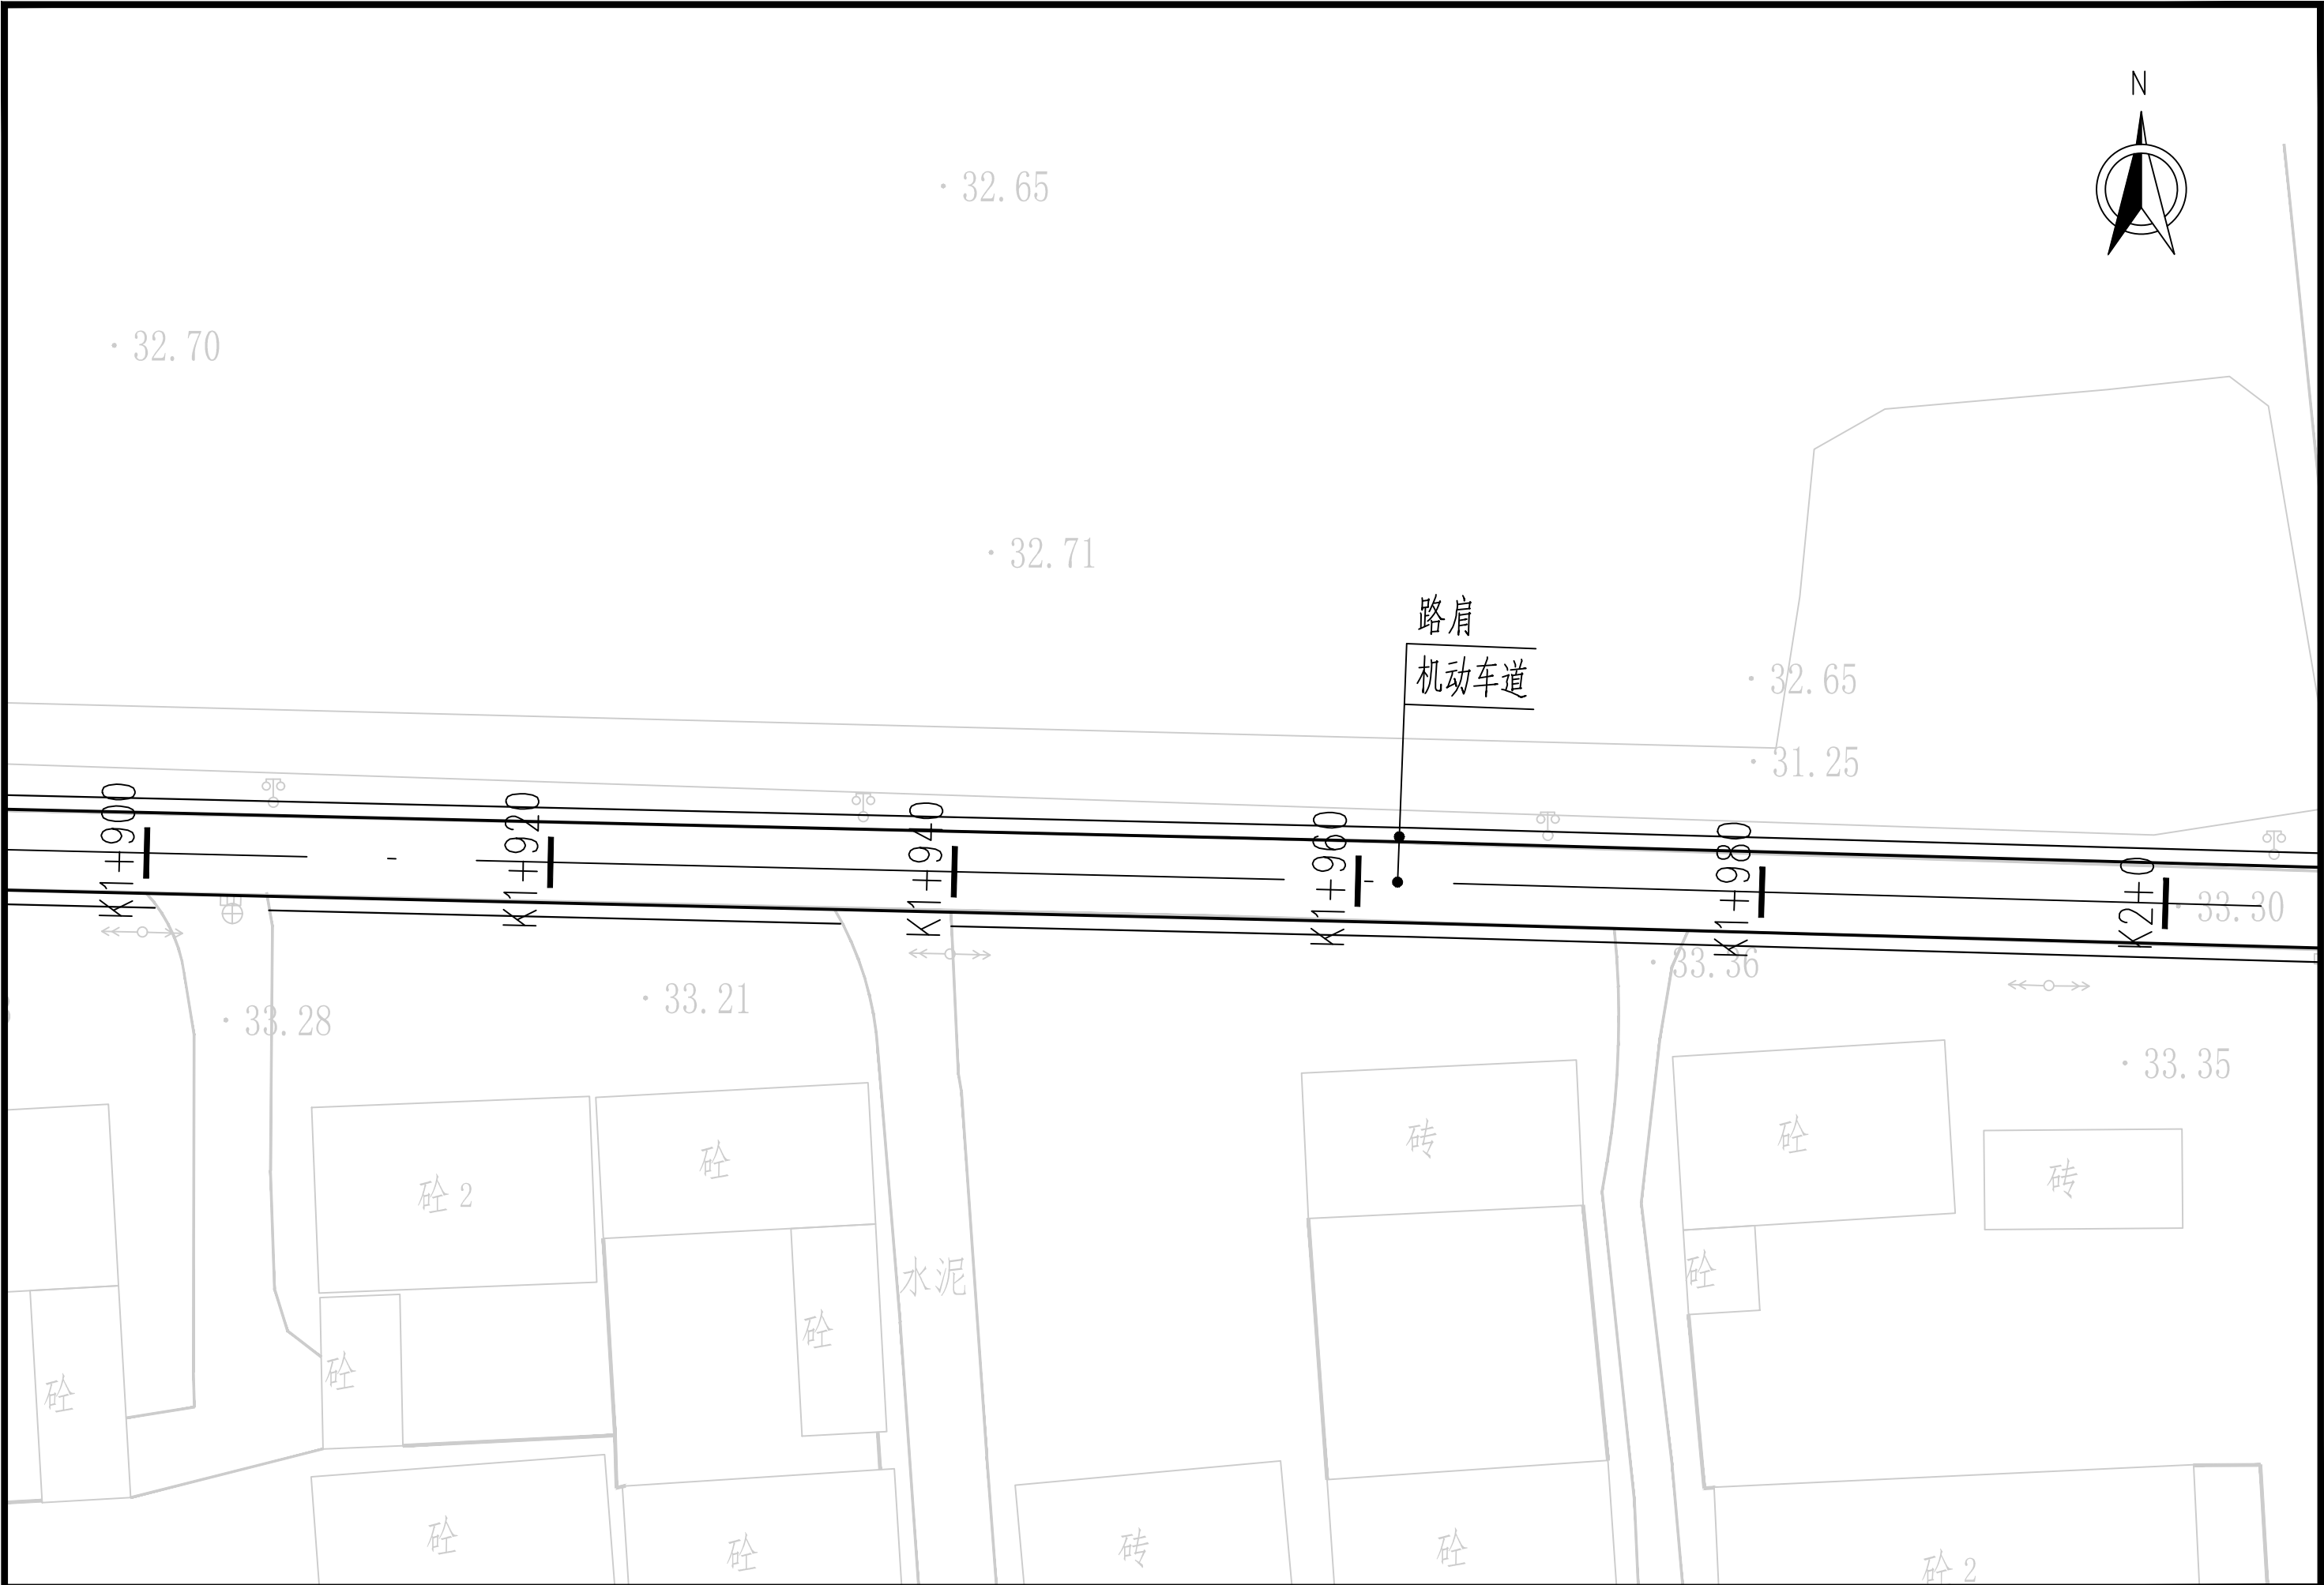 N
32.65
32.70
32.71
路肩
机动车道
32.65
31.25
K1+900
K1+920
K1+940
K1+960
K1+980
K2+0
33.30
33.36
33.21
33.28
33.35
砖
砼
砼
砖
砼2
砼
水泥
砼
砼
砼
砼
砼
砖
砼
砼2